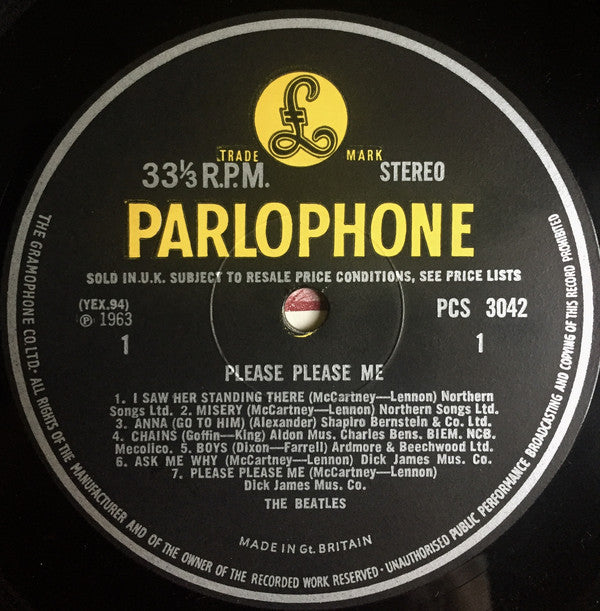 £
TRADE MARK
33⅓ R.P.M. STEREO
PARLOPHONE
SOLD IN U.K. SUBJECT TO RESALE PRICE CONDITIONS, SEE PRICE LISTS
(YEX.94) PCS 3042
℗ 1963
1 1
PLEASE PLEASE ME
1. I SAW HER STANDING THERE (McCartney—Lennon) Northern
Songs Ltd. 2. MISERY (McCartney—Lennon) Northern Songs Ltd.
3. ANNA (GO TO HIM) (Alexander) Shapiro Bernstein & Co. Ltd.
4. CHAINS (Goffin—King) Aldon Mus. Charles Bens. BIEM. NCB.
Mecolico. 5. BOYS (Dixon—Farrell) Ardmore & Beechwood Ltd.
6. ASK ME WHY (McCartney—Lennon) Dick James Mus. Co.
7. PLEASE PLEASE ME (McCartney—Lennon)
Dick James Mus. Co.
THE BEATLES
MADE IN Gt. BRITAIN
THE GRAMOPHONE CO. LTD. · ALL RIGHTS OF THE MANUFACTURER AND OF THE OWNER OF THE RECORDED WORK RESERVED · UNAUTHORISED PUBLIC PERFORMANCE BROADCASTING AND COPYING OF THIS RECORD PROHIBITED